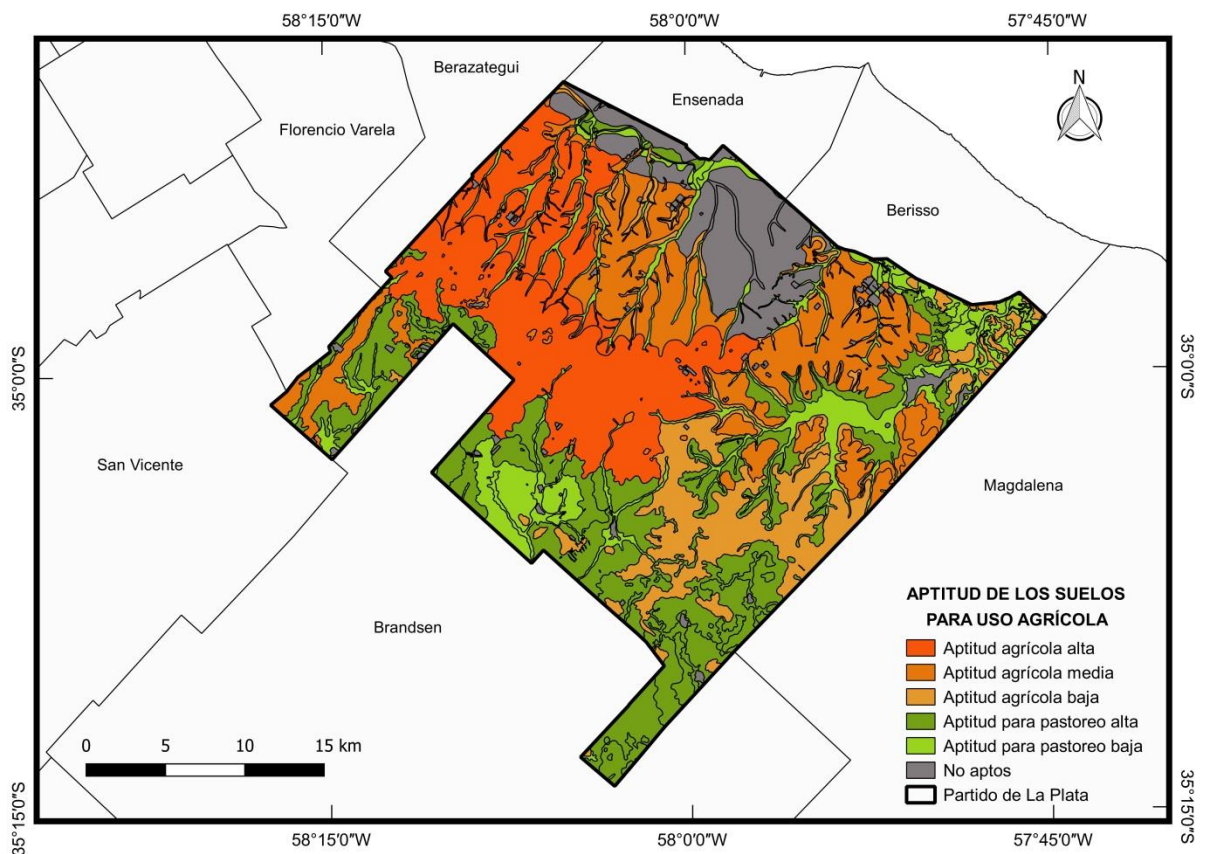 58°15'0"W
58°0'0"W
57°45'0"W
Berazategui
Ensenada
N
Florencio Varela
Berisso
35°0'0"S
35°0'0"S
San Vicente
Magdalena
Brandsen
APTITUD DE LOS SUELOS
PARA USO AGRÍCOLA
Aptitud agrícola alta
Aptitud agrícola media
Aptitud agrícola baja
Aptitud para pastoreo alta
Aptitud para pastoreo baja
No aptos
Partido de La Plata
0 5 10 15 km
35°15'0"S
35°15'0"S
58°15'0"W
58°0'0"W
57°45'0"W